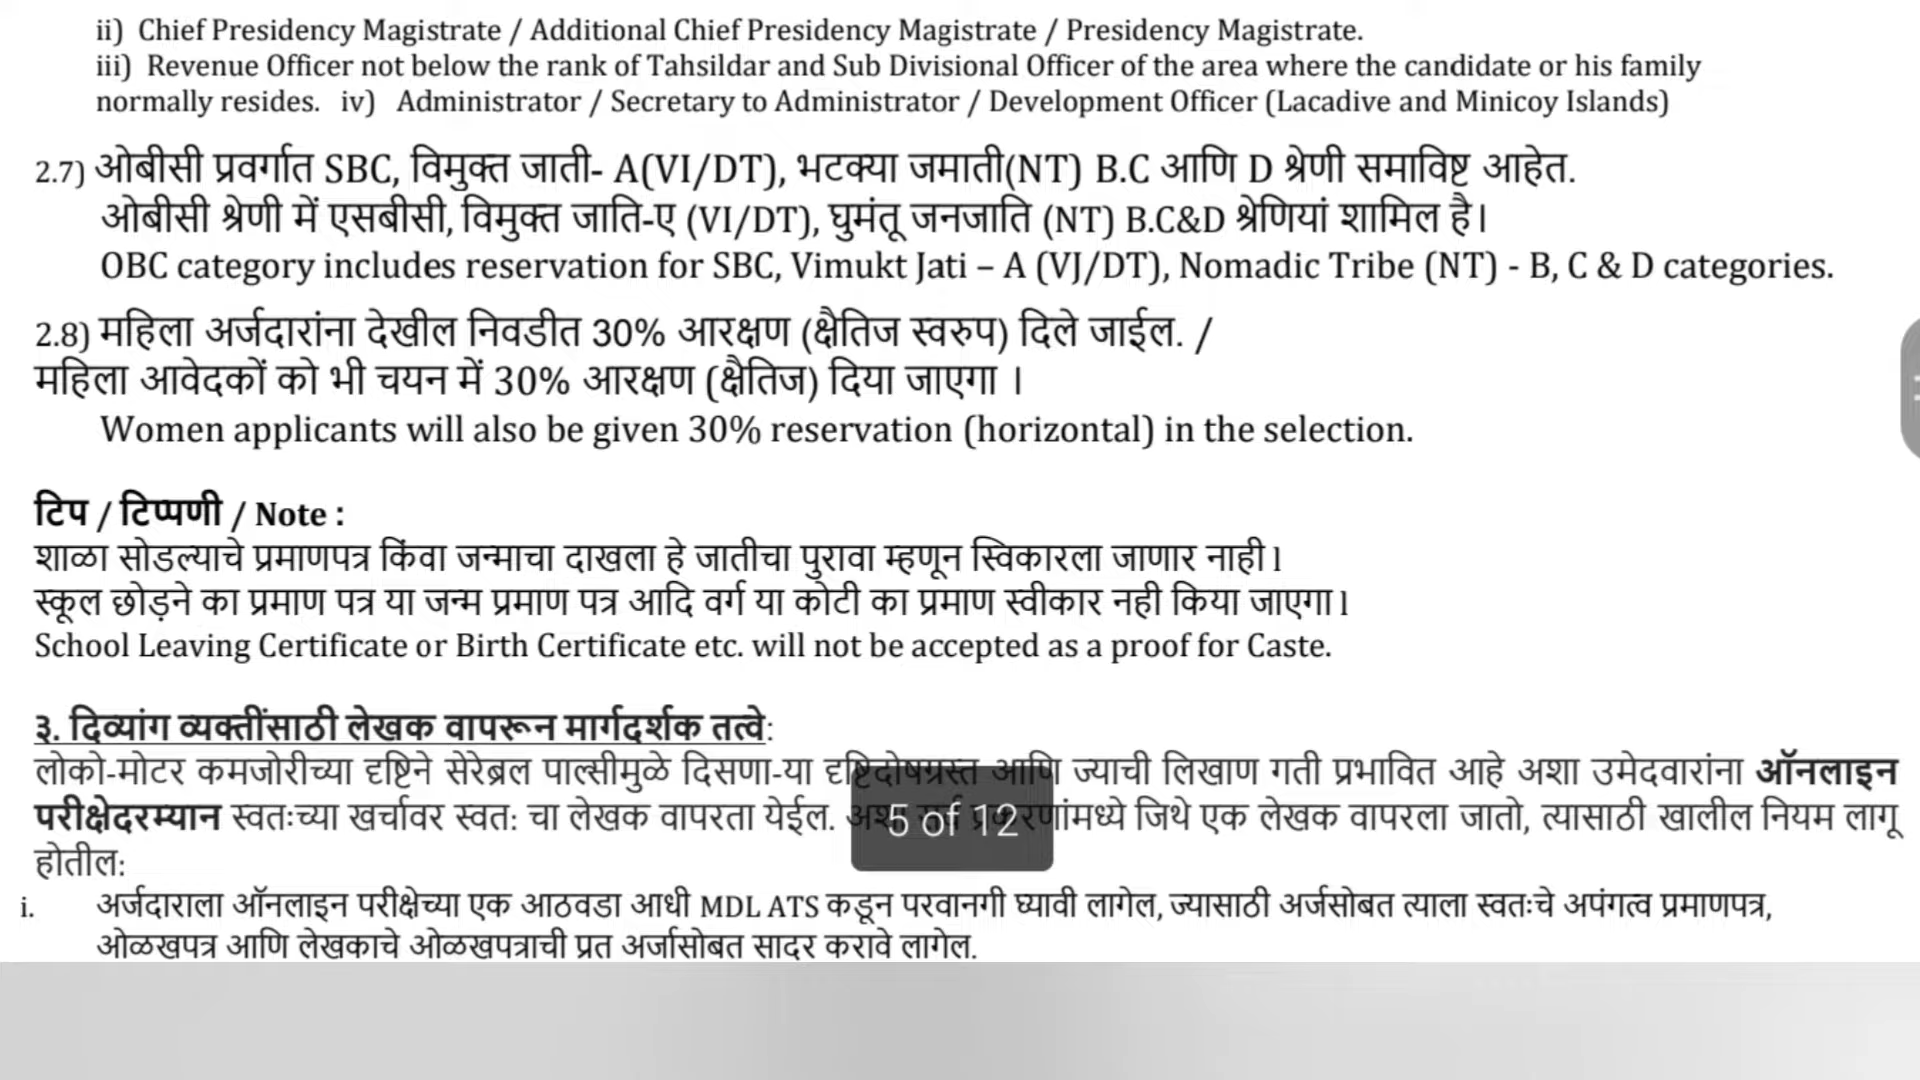 ii) Chief Presidency Magistrate / Additional Chief Presidency Magistrate / Presidency Magistrate.
iii) Revenue Officer not below the rank of Tahsildar and Sub Divisional Officer of the area where the candidate or his family
normally resides. iv) Administrator / Secretary to Administrator / Development Officer (Lacadive and Minicoy Islands)
2.7) ओबीसी प्रवर्गात SBC, विमुक्त जाती- A(VI/DT), भटक्या जमाती(NT) B.C आणि D श्रेणी समाविष्ट आहेत.
ओबीसी श्रेणी में एसबीसी, विमुक्त जाति-ए (VI/DT), घुमंतू जनजाति (NT) B.C&D श्रेणियां शामिल है।
OBC category includes reservation for SBC, Vimukt Jati – A (VJ/DT), Nomadic Tribe (NT) - B, C & D categories.
2.8) महिला अर्जदारांना देखील निवडीत 30% आरक्षण (क्षैतिज स्वरुप) दिले जाईल. /
महिला आवेदकों को भी चयन में 30% आरक्षण (क्षैतिज) दिया जाएगा ।
Women applicants will also be given 30% reservation (horizontal) in the selection.
टिप / टिप्पणी / Note :
शाळा सोडल्याचे प्रमाणपत्र किंवा जन्माचा दाखला हे जातीचा पुरावा म्हणून स्विकारला जाणार नाही l
स्कूल छोड़ने का प्रमाण पत्र या जन्म प्रमाण पत्र आदि वर्ग या कोटी का प्रमाण स्वीकार नही किया जाएगा l
School Leaving Certificate or Birth Certificate etc. will not be accepted as a proof for Caste.
३. दिव्यांग व्यक्तींसाठी लेखक वापरून मार्गदर्शक तत्वे:
लोको-मोटर कमजोरीच्या दृष्टिने सेरेब्रल पाल्सीमुळे दिसणा-या दृष्टिदोषग्रस्त आणि ज्याची लिखाण गती प्रभावित आहे अशा उमेदवारांना ऑनलाइन
परीक्षेदरम्यान स्वतःच्या खर्चावर स्वत: चा लेखक वापरता येईल. अशा सर्व प्रकरणांमध्ये जिथे एक लेखक वापरला जातो, त्यासाठी खालील नियम लागू
होतील:
5 of 12
i. अर्जदाराला ऑनलाइन परीक्षेच्या एक आठवडा आधी MDL ATS कडून परवानगी घ्यावी लागेल, ज्यासाठी अर्जसोबत त्याला स्वतःचे अपंगत्व प्रमाणपत्र,
ओळखपत्र आणि लेखकाचे ओळखपत्राची प्रत अर्जासोबत सादर करावे लागेल.